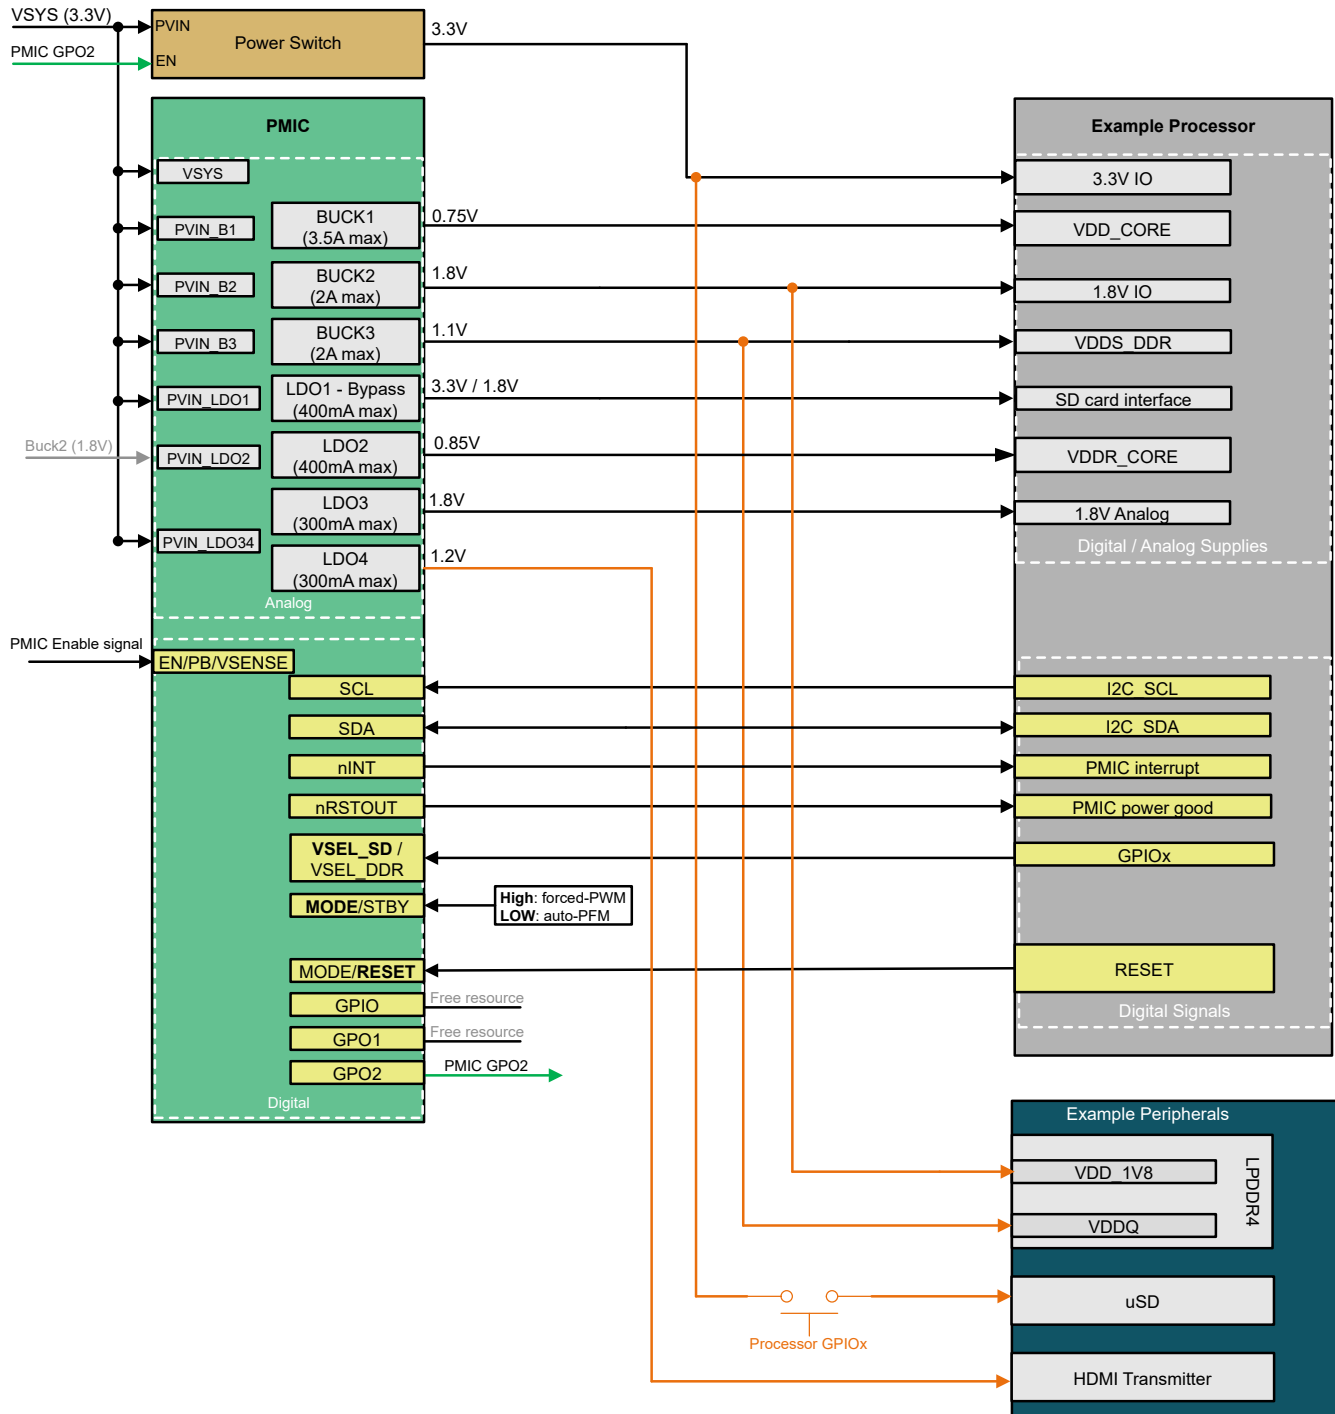 VSYS (3.3V)
PVIN
Power Switch
3.3V
PMIC GPO2
EN
PMIC
Example Processor
VSYS
3.3V IO
PVIN_B1
BUCK1
(3.5A max)
0.75V
VDD_CORE
PVIN_B2
BUCK2
(2A max)
1.8V
1.8V IO
PVIN_B3
BUCK3
(2A max)
1.1V
VDDS_DDR
PVIN_LDO1
LDO1 - Bypass
(400mA max)
3.3V / 1.8V
SD card interface
Buck2 (1.8V)
PVIN_LDO2
LDO2
(400mA max)
0.85V
VDDR_CORE
LDO3
(300mA max)
1.8V
1.8V Analog
PVIN_LDO34
LDO4
(300mA max)
1.2V
Digital / Analog Supplies
Analog
PMIC Enable signal
EN/PB/VSENSE
SCL
I2C_SCL
SDA
I2C_SDA
nINT
PMIC interrupt
nRSTOUT
PMIC power good
VSEL_SD /
VSEL_DDR
GPIOx
MODE/STBY
High: forced-PWM
LOW: auto-PFM
MODE/RESET
RESET
GPIO
Free resource
Digital Signals
GPO1
Free resource
GPO2
PMIC GPO2
Digital
Example Peripherals
VDD_1V8
LPDDR4
VDDQ
uSD
Processor GPIOx
HDMI Transmitter